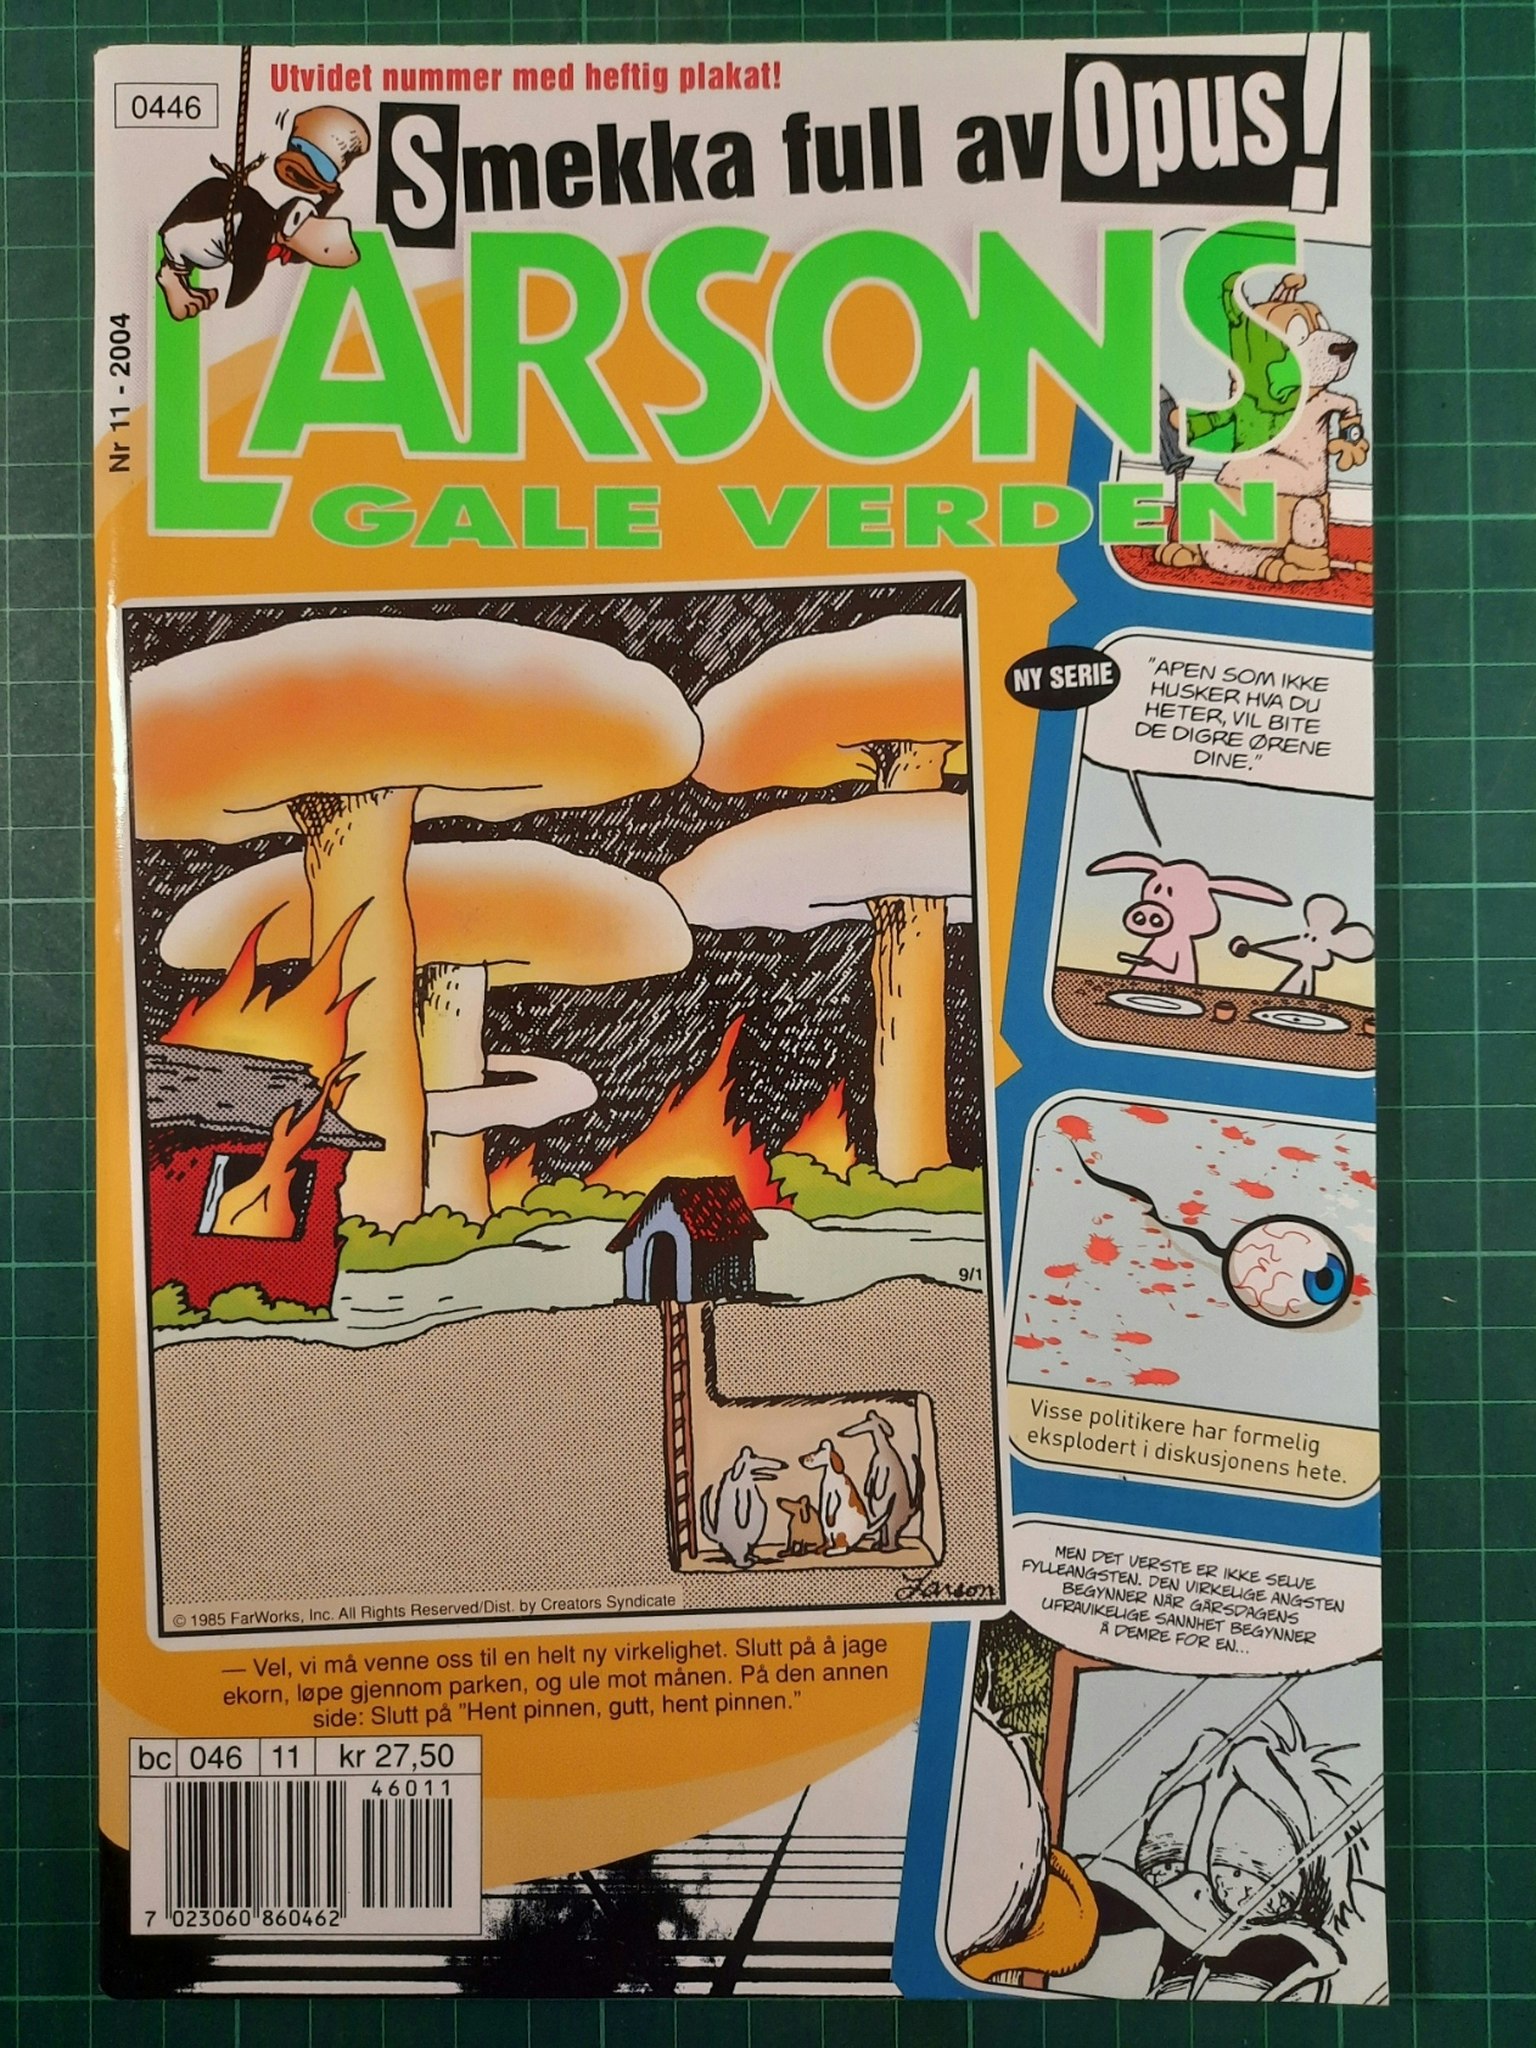 Utvidet nummer med heftig plakat!
0446
Smekka full av Opus!
LARSONS
GALE VERDEN
Nr 11 - 2004
NY SERIE
"APEN SOM IKKE
HUSKER HVA DU
HETER, VIL BITE
DE DIGRE ØRENE
DINE."
9/1
Visse politikere har formelig
eksplodert i diskusjonens hete.
MEN DET VERSTE ER IKKE SELVE
FYLLEANGSTEN. DEN VIRKELIGE ANGSTEN
BEGYNNER NÅR GÅRSDAGENS
UFRAVIKELIGE SANNHET BEGYNNER
Å DEMRE FOR EN...
Larson
© 1985 FarWorks, Inc. All Rights Reserved/Dist. by Creators Syndicate
— Vel, vi må venne oss til en helt ny virkelighet. Slutt på å jage
ekorn, løpe gjennom parken, og ule mot månen. På den annen
side: Slutt på "Hent pinnen, gutt, hent pinnen."
bc 046 11 kr 27,50
46011
7 023060 860462